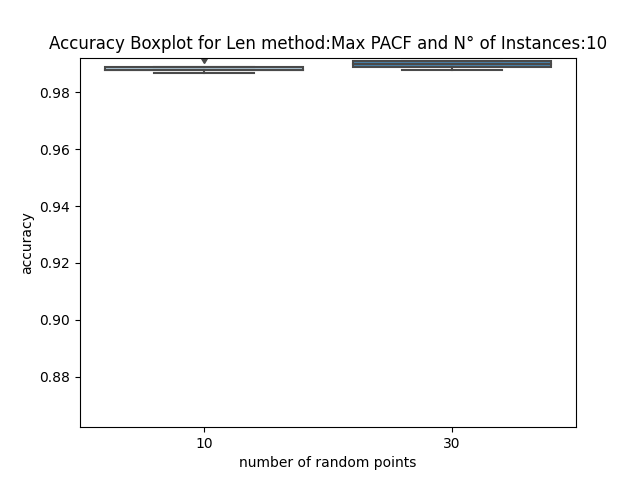 Accuracy Boxplot for Len method:Max PACF and N° of Instances:10
0.98
0.96
0.94
0.92
0.90
0.88
accuracy
10
30
number of random points